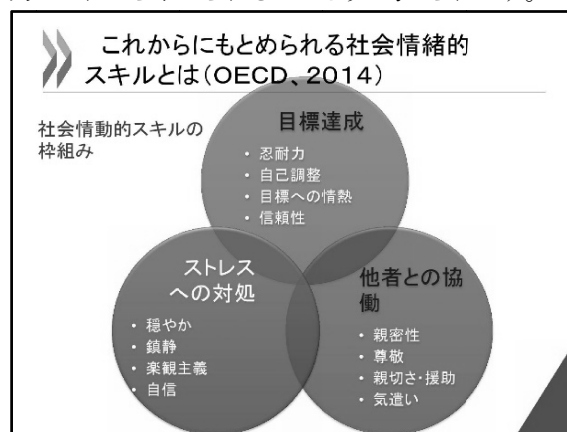 これからにもとめられる社会情緒的
スキルとは(OECD、2014)
社会情動的スキルの
枠組み
目標達成
• 忍耐力
• 自己調整
• 目標への情熱
• 信頼性
ストレス
への対処
• 穏やか
• 鎮静
• 楽観主義
• 自信
他者との協
働
• 親密性
• 尊敬
• 親切さ・援助
• 気遣い